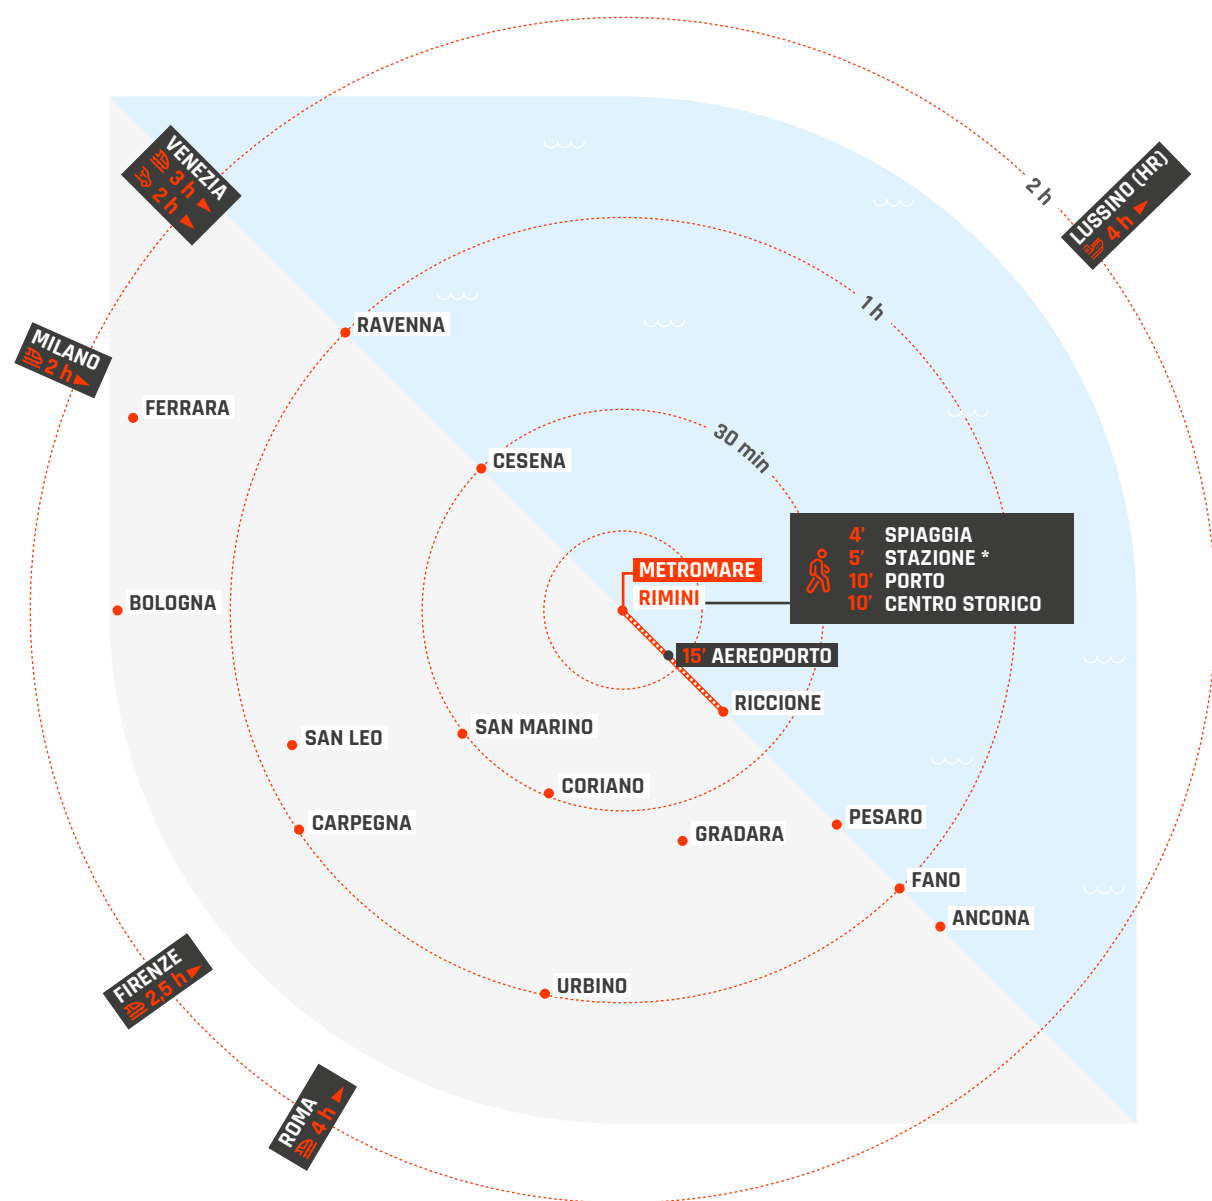 2 h
VENEZIA
3 h
2 h
LUSSINO (HR)
4 h
1 h
RAVENNA
MILANO
2 h
FERRARA
30 min
CESENA
4' SPIAGGIA
5' STAZIONE *
10' PORTO
10' CENTRO STORICO
METROMARE
RIMINI
BOLOGNA
15' AEREOPORTO
RICCIONE
SAN MARINO
SAN LEO
CORIANO
PESARO
CARPEGNA
GRADARA
FANO
ANCONA
FIRENZE
2,5 h
URBINO
ROMA
4 h